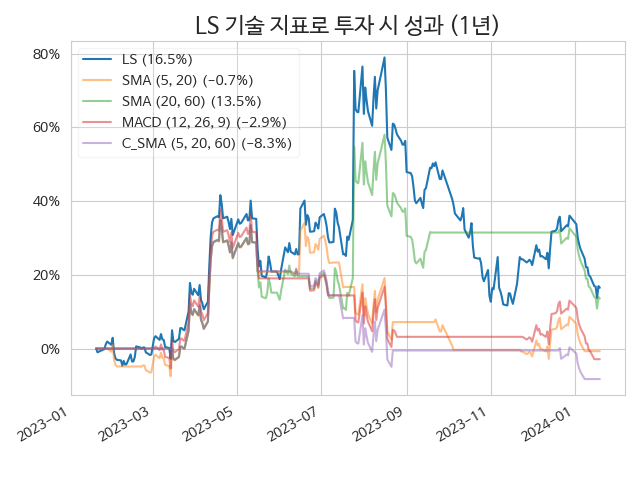 LS 기술 지표로 투자 시 성과 (1년)
80%
60%
40%
20%
0%
LS (16.5%)
SMA (5, 20) (−0.7%)
SMA (20, 60) (13.5%)
MACD (12, 26, 9) (−2.9%)
C_SMA (5, 20, 60) (−8.3%)
2023−01
2023−03
2023−05
2023−07
2023−09
2023−11
2024−01